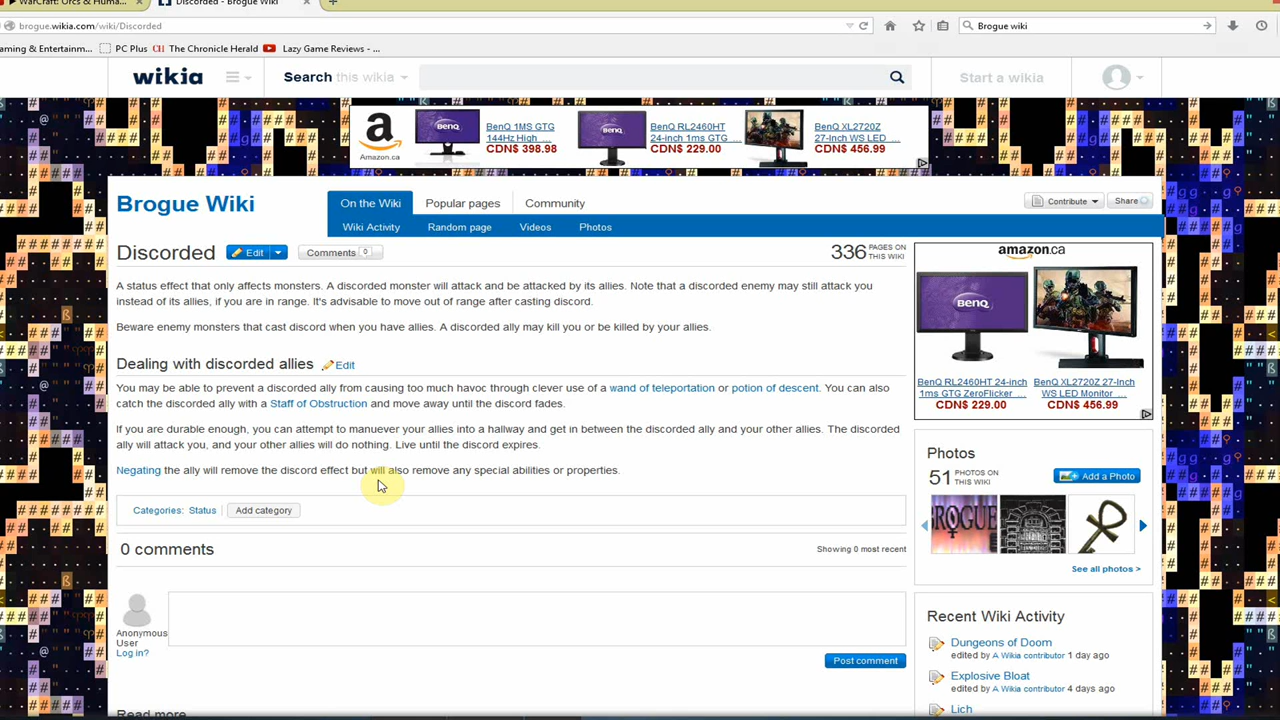 WarCraft: Orcs & Huma...
Discorded - Brogue Wiki
brogue.wikia.com/wiki/Discorded
Brogue wiki
aming & Entertainm...
PC Plus
The Chronicle Herald
Lazy Game Reviews - ...
wikia
Search this wikia
Start a wikia
a
Amazon.ca
BenQ 1MS GTG
144Hz High ...
CDN$ 398.98
BenQ RL2460HT
24-inch 1ms GTG ...
CDN$ 229.00
BenQ XL2720Z
27-inch WS LED ...
CDN$ 456.99
Brogue Wiki
On the Wiki
Popular pages
Community
Contribute
Share
Wiki Activity
Random page
Videos
Photos
Discorded
Edit
Comments 0
336 PAGES ON
THIS WIKI
A status effect that only affects monsters. A discorded monster will attack and be attacked by its allies. Note that a discorded enemy may still attack you
instead of its allies, if you are in range. It's advisable to move out of range after casting discord.
Beware enemy monsters that cast discord when you have allies. A discorded ally may kill you or be killed by your allies.
Dealing with discorded allies Edit
You may be able to prevent a discorded ally from causing too much havoc through clever use of a wand of teleportation or potion of descent. You can also
catch the discorded ally with a Staff of Obstruction and move away until the discord fades.
If you are durable enough, you can attempt to manuever your allies into a hallway and get in between the discorded ally and your other allies. The discorded
ally will attack you, and your other allies will do nothing. Live until the discord expires.
Negating the ally will remove the discord effect but will also remove any special abilities or properties.
Categories: Status
Add category
0 comments
Showing 0 most recent
Anonymous
User
Log in?
Post comment
Read more
amazon.ca
BenQ
BenQ RL2460HT 24-inch
1ms GTG ZeroFlicker ...
CDN$ 229.00
BenQ XL2720Z 27-Inch
WS LED Monitor ...
CDN$ 456.99
Photos
51 PHOTOS ON
THIS WIKI
Add a Photo
BROGUE
See all photos >
Recent Wiki Activity
Dungeons of Doom
edited by A Wikia contributor 1 day ago
Explosive Bloat
edited by A Wikia contributor 4 days ago
Lich